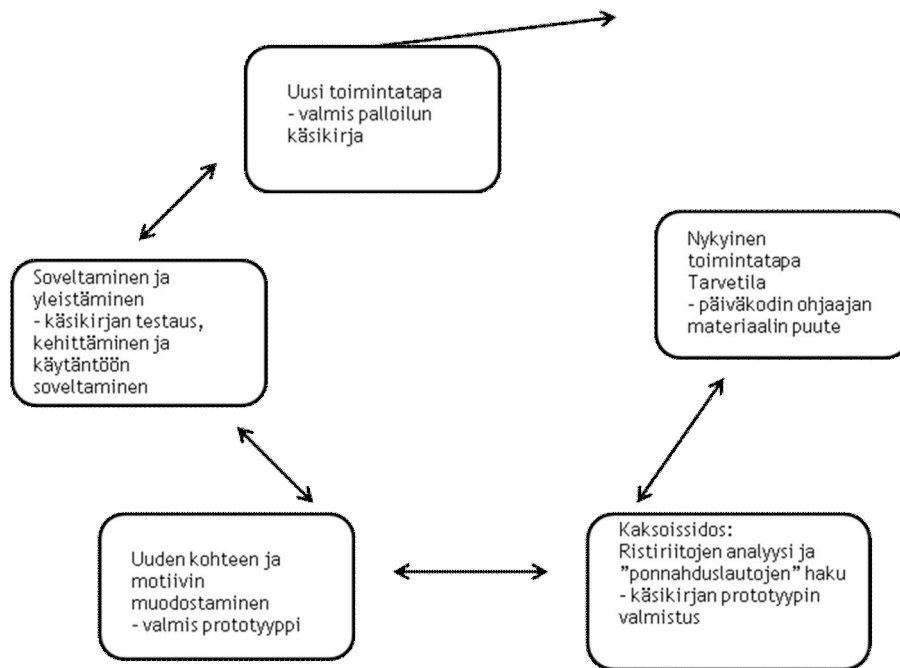 Uusi toimintatapa
- valmis palloilun
käsikirja
Nykyinen
toimintatapa
Tarvetila
- päiväkodin ohjaajan
materiaalin puute
Soveltaminen ja
yleistäminen
- käsikirjan testaus,
kehittäminen ja
käytäntöön
soveltaminen
Uuden kohteen ja
motiivin
muodostaminen
- valmis prototyyppi
Kaksoissidos:
Ristiriitojen analyysi ja
”ponnahduslautojen” haku
- käsikirjan prototyypin
valmistus